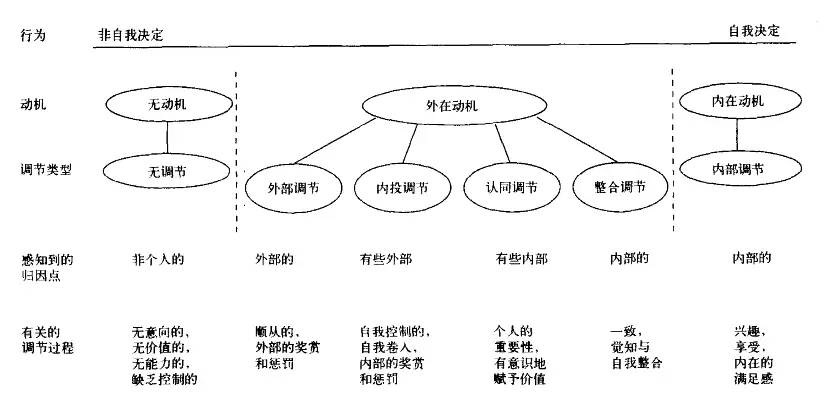 行为 非自我决定 自我决定
动机 无动机 外在动机 内在动机
调节类型 无调节 外部调节 内投调节 认同调节 整合调节 内部调节
感知到的 非个人的 外部的 有些外部 有些内部 内部的 内部的
归因点
有关的 无意向的， 顺从的， 自我控制的， 个人的 一致， 兴趣，
调节过程 无价值的， 外部的奖赏 自我卷入， 重要性， 觉知与 享受，
无能力的， 和惩罚 内部的奖赏 有意识地 自我整合 内在的
缺乏控制的 和惩罚 赋予价值 满足感